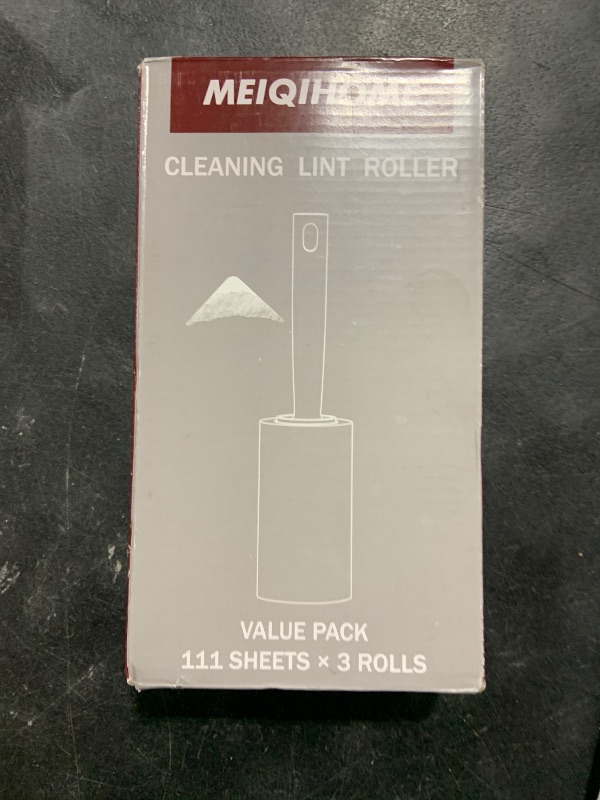 MEIQIHOME
CLEANING LINT ROLLER
VALUE PACK
111 SHEETS × 3 ROLLS